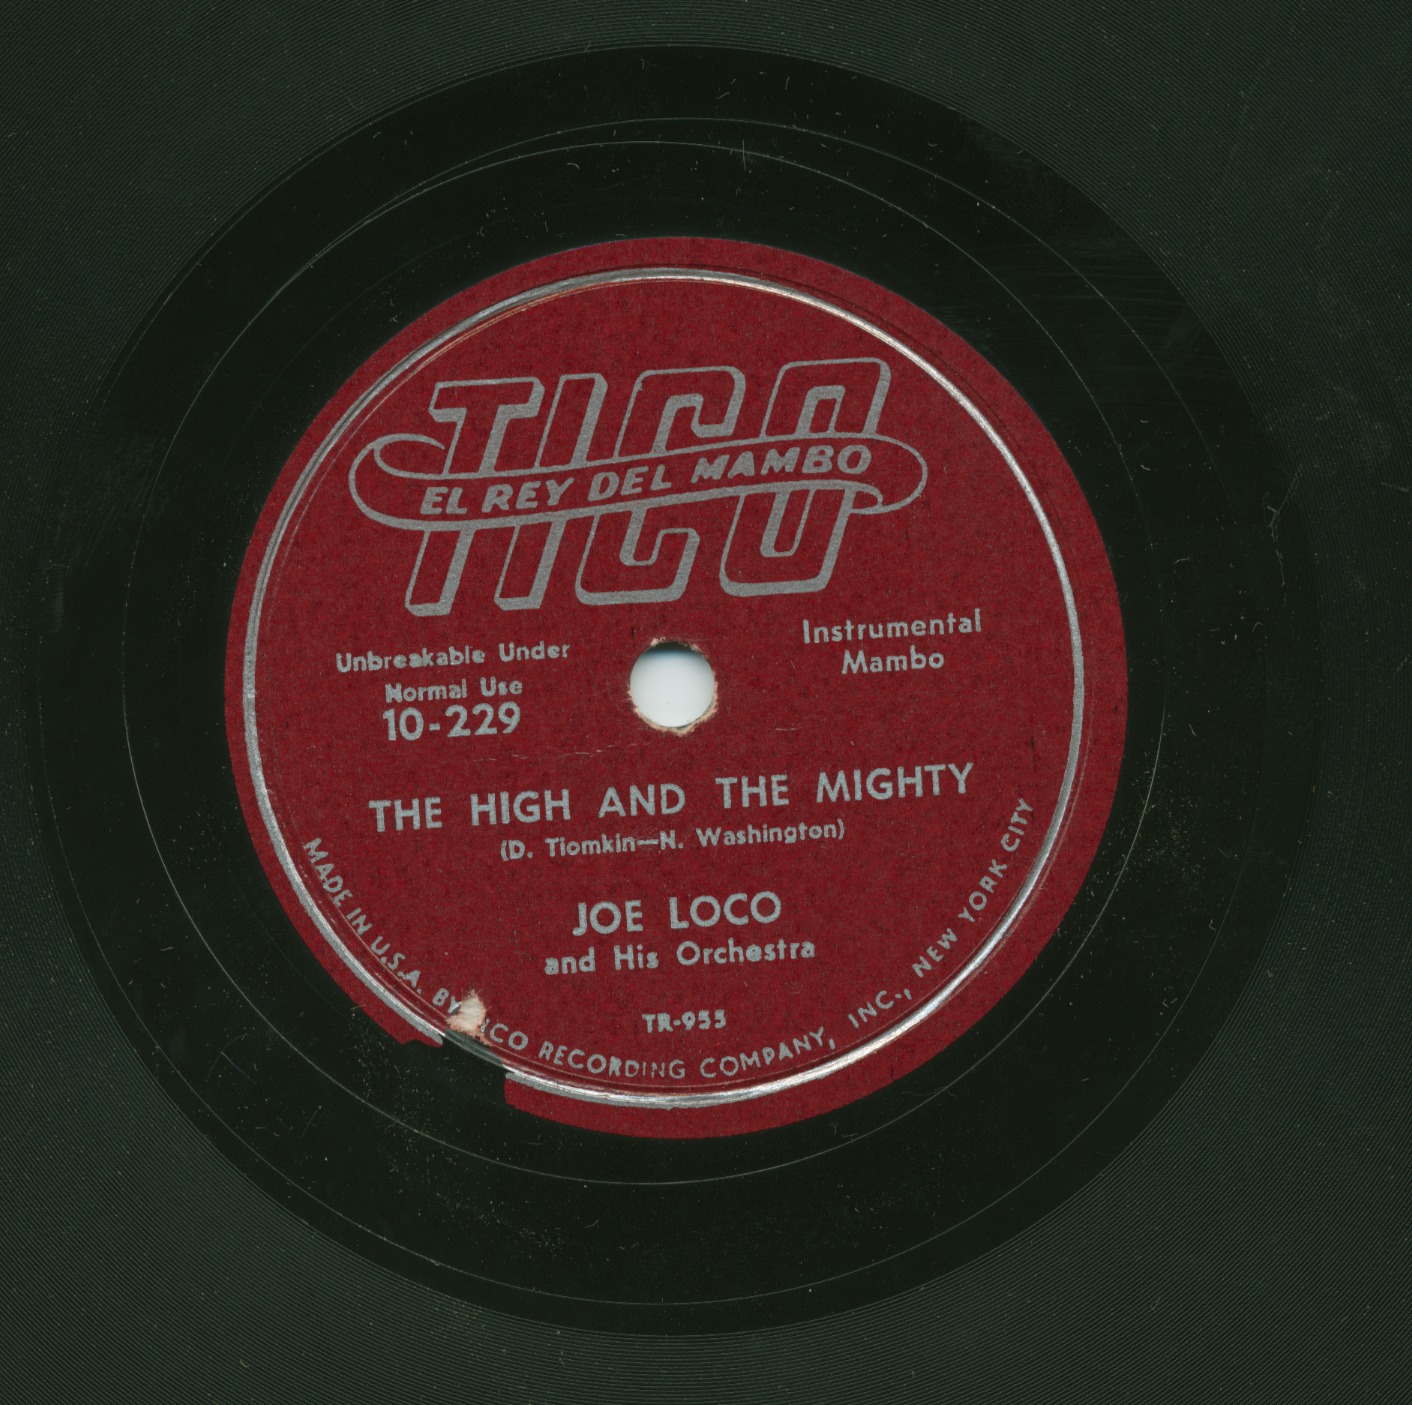 TICO
EL REY DEL MAMBO
Unbreakable Under
Normal Use
10-229
Instrumental
Mambo
THE HIGH AND THE MIGHTY
(D. Tiomkin—N. Washington)
JOE LOCO
and His Orchestra
TR-955
MADE IN U.S.A. BY TICO RECORDING COMPANY, INC., NEW YORK CITY